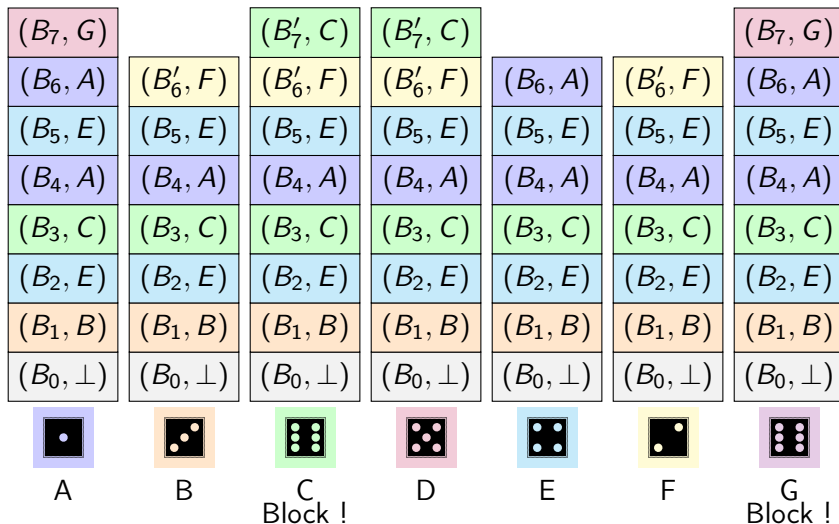 (B₇, G) (B′₇, C) (B′₇, C) (B₇, G)
(B₆, A) (B′₆, F) (B′₆, F) (B′₆, F) (B₆, A) (B′₆, F) (B₆, A)
(B₅, E) (B₅, E) (B₅, E) (B₅, E) (B₅, E) (B₅, E) (B₅, E)
(B₄, A) (B₄, A) (B₄, A) (B₄, A) (B₄, A) (B₄, A) (B₄, A)
(B₃, C) (B₃, C) (B₃, C) (B₃, C) (B₃, C) (B₃, C) (B₃, C)
(B₂, E) (B₂, E) (B₂, E) (B₂, E) (B₂, E) (B₂, E) (B₂, E)
(B₁, B) (B₁, B) (B₁, B) (B₁, B) (B₁, B) (B₁, B) (B₁, B)
(B₀, ⊥) (B₀, ⊥) (B₀, ⊥) (B₀, ⊥) (B₀, ⊥) (B₀, ⊥) (B₀, ⊥)
A B C D E F G
Block ! Block !